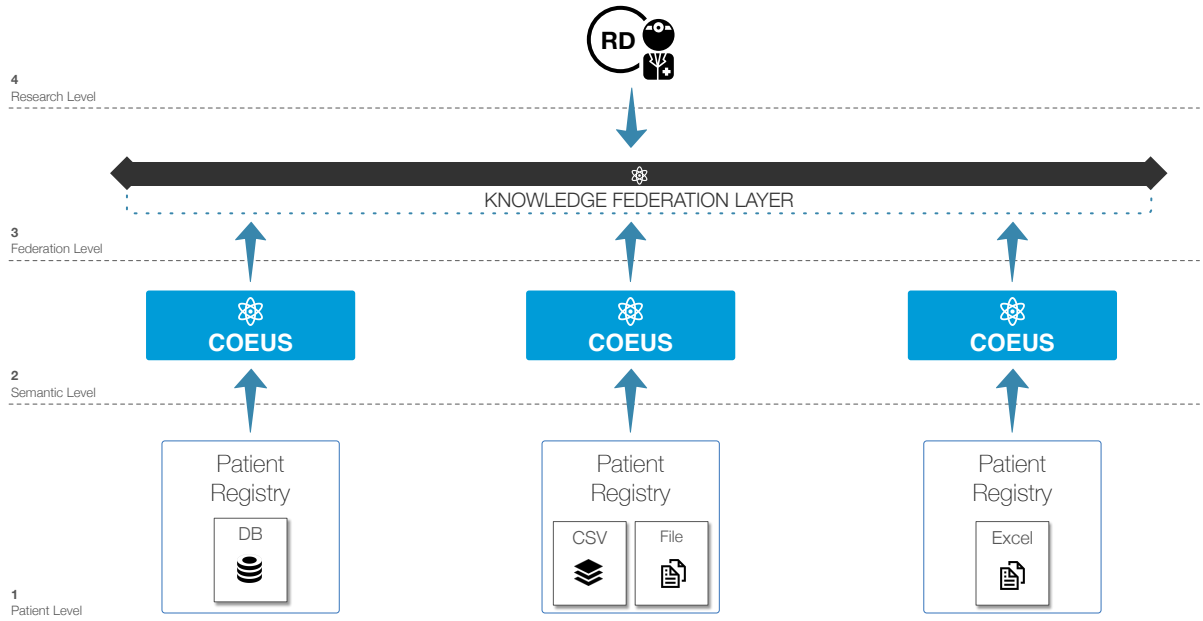 RD
4
Research Level
KNOWLEDGE FEDERATION LAYER
3
Federation Level
COEUS
COEUS
COEUS
2
Semantic Level
Patient
Registry
DB
Patient
Registry
CSV
File
Patient
Registry
Excel
1
Patient Level